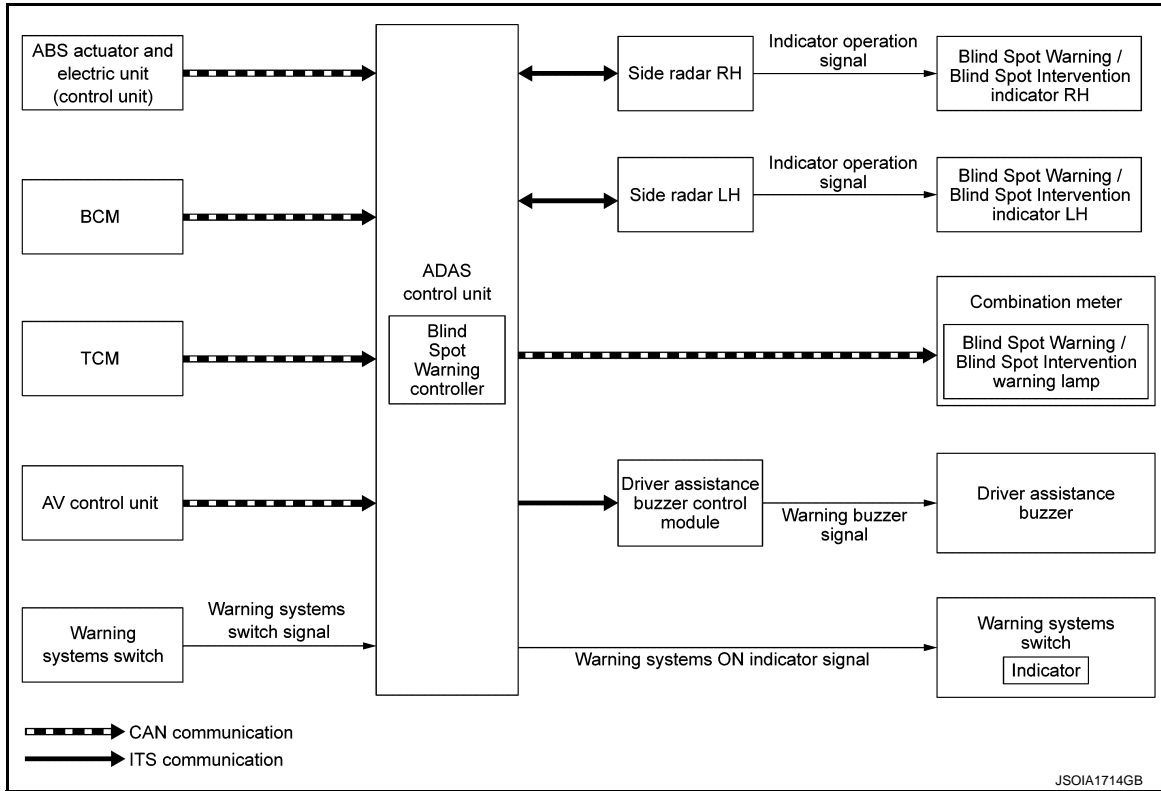 ABS actuator and
electric unit
(control unit)
BCM
TCM
AV control unit
Warning
systems switch
Warning systems
switch signal
ADAS
control unit
Blind
Spot
Warning
controller
Side radar RH
Indicator operation
signal
Blind Spot Warning /
Blind Spot Intervention
indicator RH
Side radar LH
Indicator operation
signal
Blind Spot Warning /
Blind Spot Intervention
indicator LH
Combination meter
Blind Spot Warning /
Blind Spot Intervention
warning lamp
Driver assistance
buzzer control
module
Warning buzzer
signal
Driver assistance
buzzer
Warning systems ON indicator signal
Warning systems
switch
Indicator
CAN communication
ITS communication
JSOIA1714GB